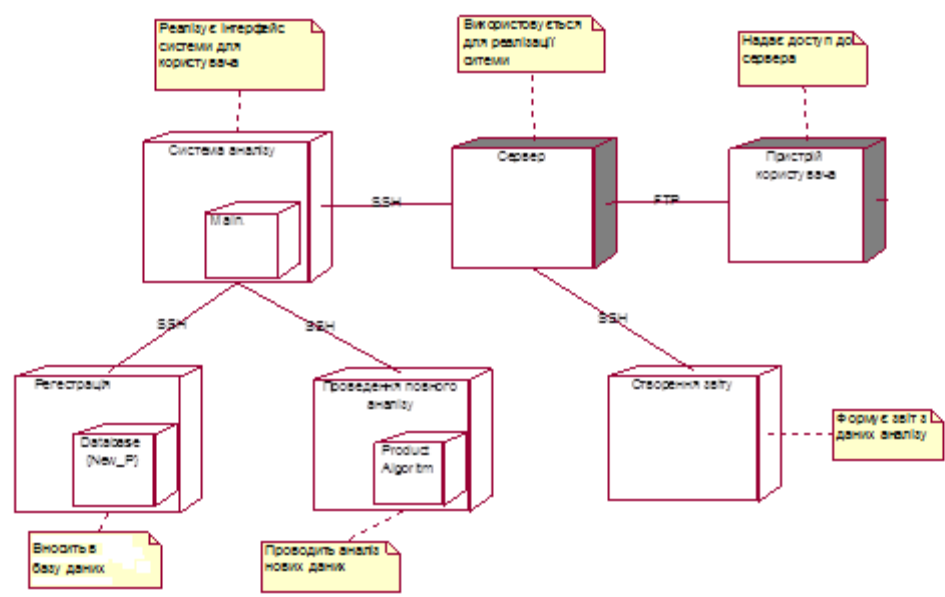 Реалізує інтерфейс
системи для
користувача
Використовується
для реалізації
ситеми
Надає доступ до
сервера
Система аналізу
Main
Сервер
Пристрій
користувача
SSH
FTP
SSH
SSH
SSH
Регестрація
Database
(New_P)
Проведення повного
аналізу
Product
Algoritm
Створення звіту
Формує звіт з
даних аналізу
Вносить в
базу даних
Проводить аналіз
нових даних